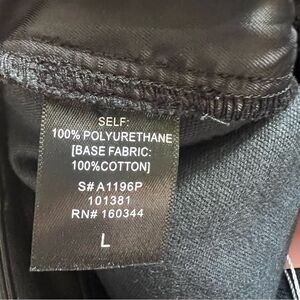 SELF:
100% POLYURETHANE
[BASE FABRIC:
100%COTTON]
S# A1196P
101381
RN# 160344
L